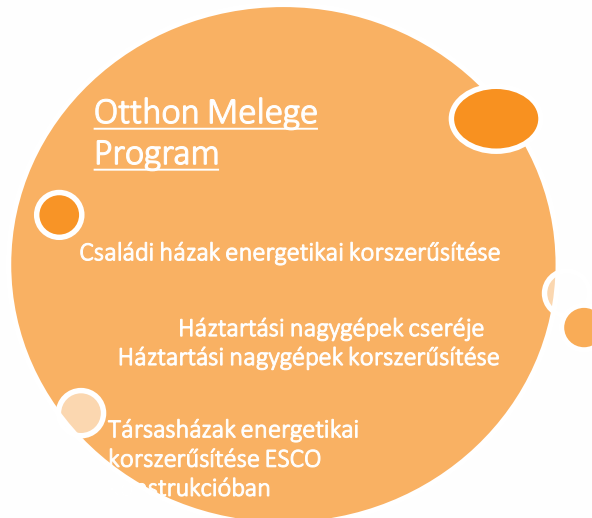 Otthon Melege
Program
Családi házak energetikai korszerűsítése
Háztartási nagygépek cseréje
Háztartási nagygépek korszerűsítése
Társasházak energetikai
korszerűsítése ESCO